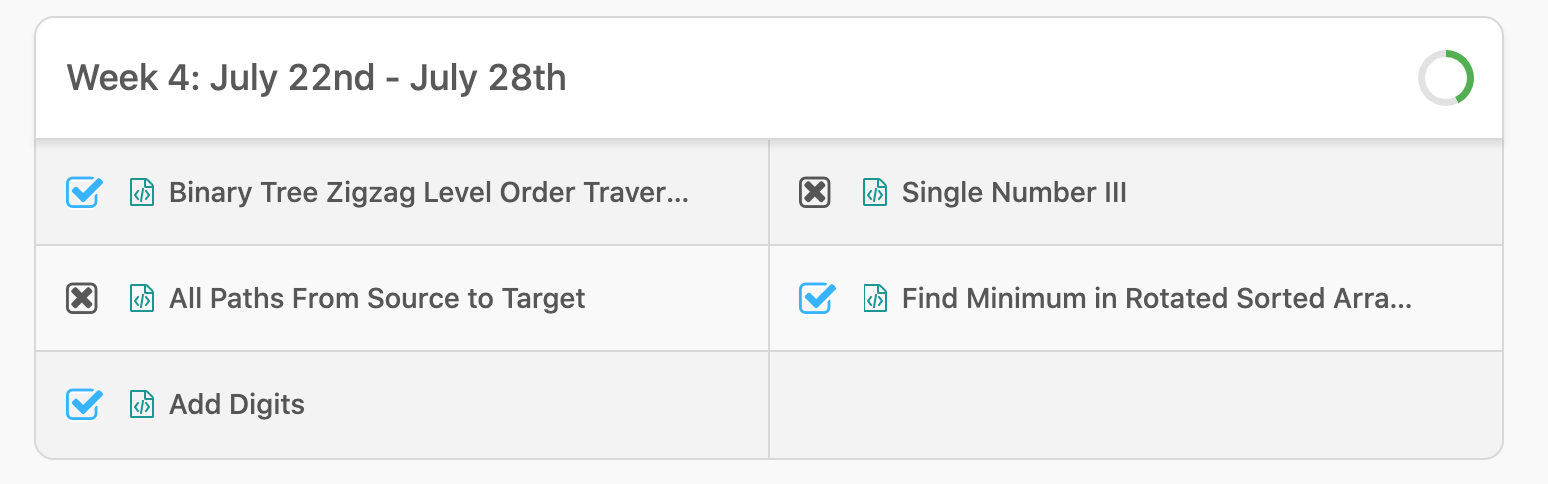 Week 4: July 22nd - July 28th
Binary Tree Zigzag Level Order Traver...
Single Number III
All Paths From Source to Target
Find Minimum in Rotated Sorted Arra...
Add Digits